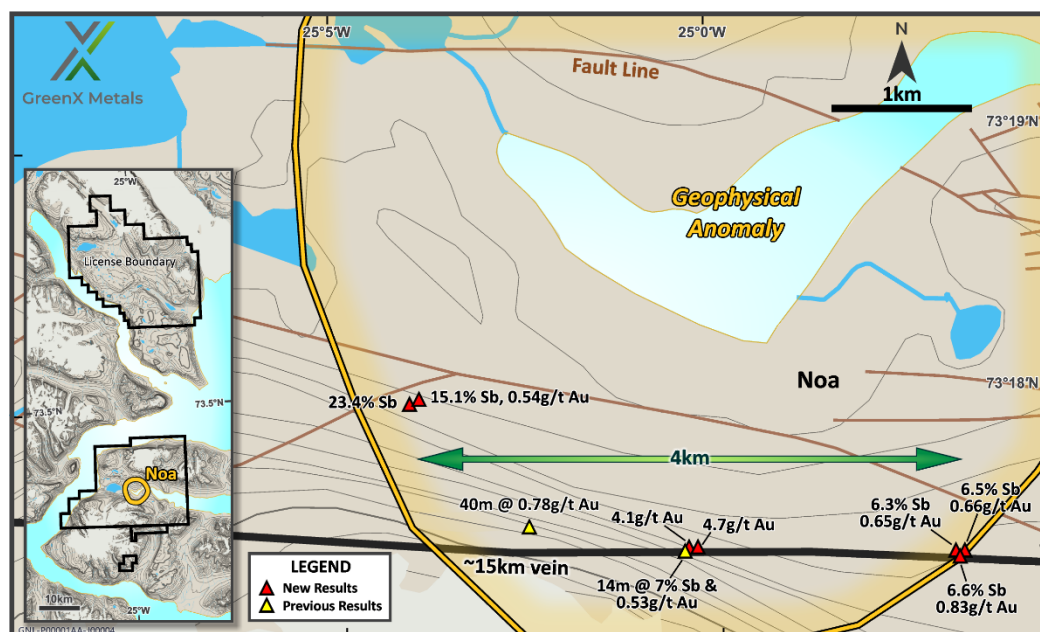 GreenX Metals
25°5'W
25°0'W
N
1km
Fault Line
73°19'N
Geophysical
Anomaly
25°W
License Boundary
73.5°N
73.5°N
Noa
10km
25°W
Noa
73°18'N
23.4% Sb
15.1% Sb, 0.54g/t Au
4km
40m @ 0.78g/t Au
4.1g/t Au
4.7g/t Au
6.3% Sb
0.65g/t Au
6.5% Sb
0.66g/t Au
~15km vein
14m @ 7% Sb &
0.53g/t Au
6.6% Sb
0.83g/t Au
LEGEND
New Results
Previous Results